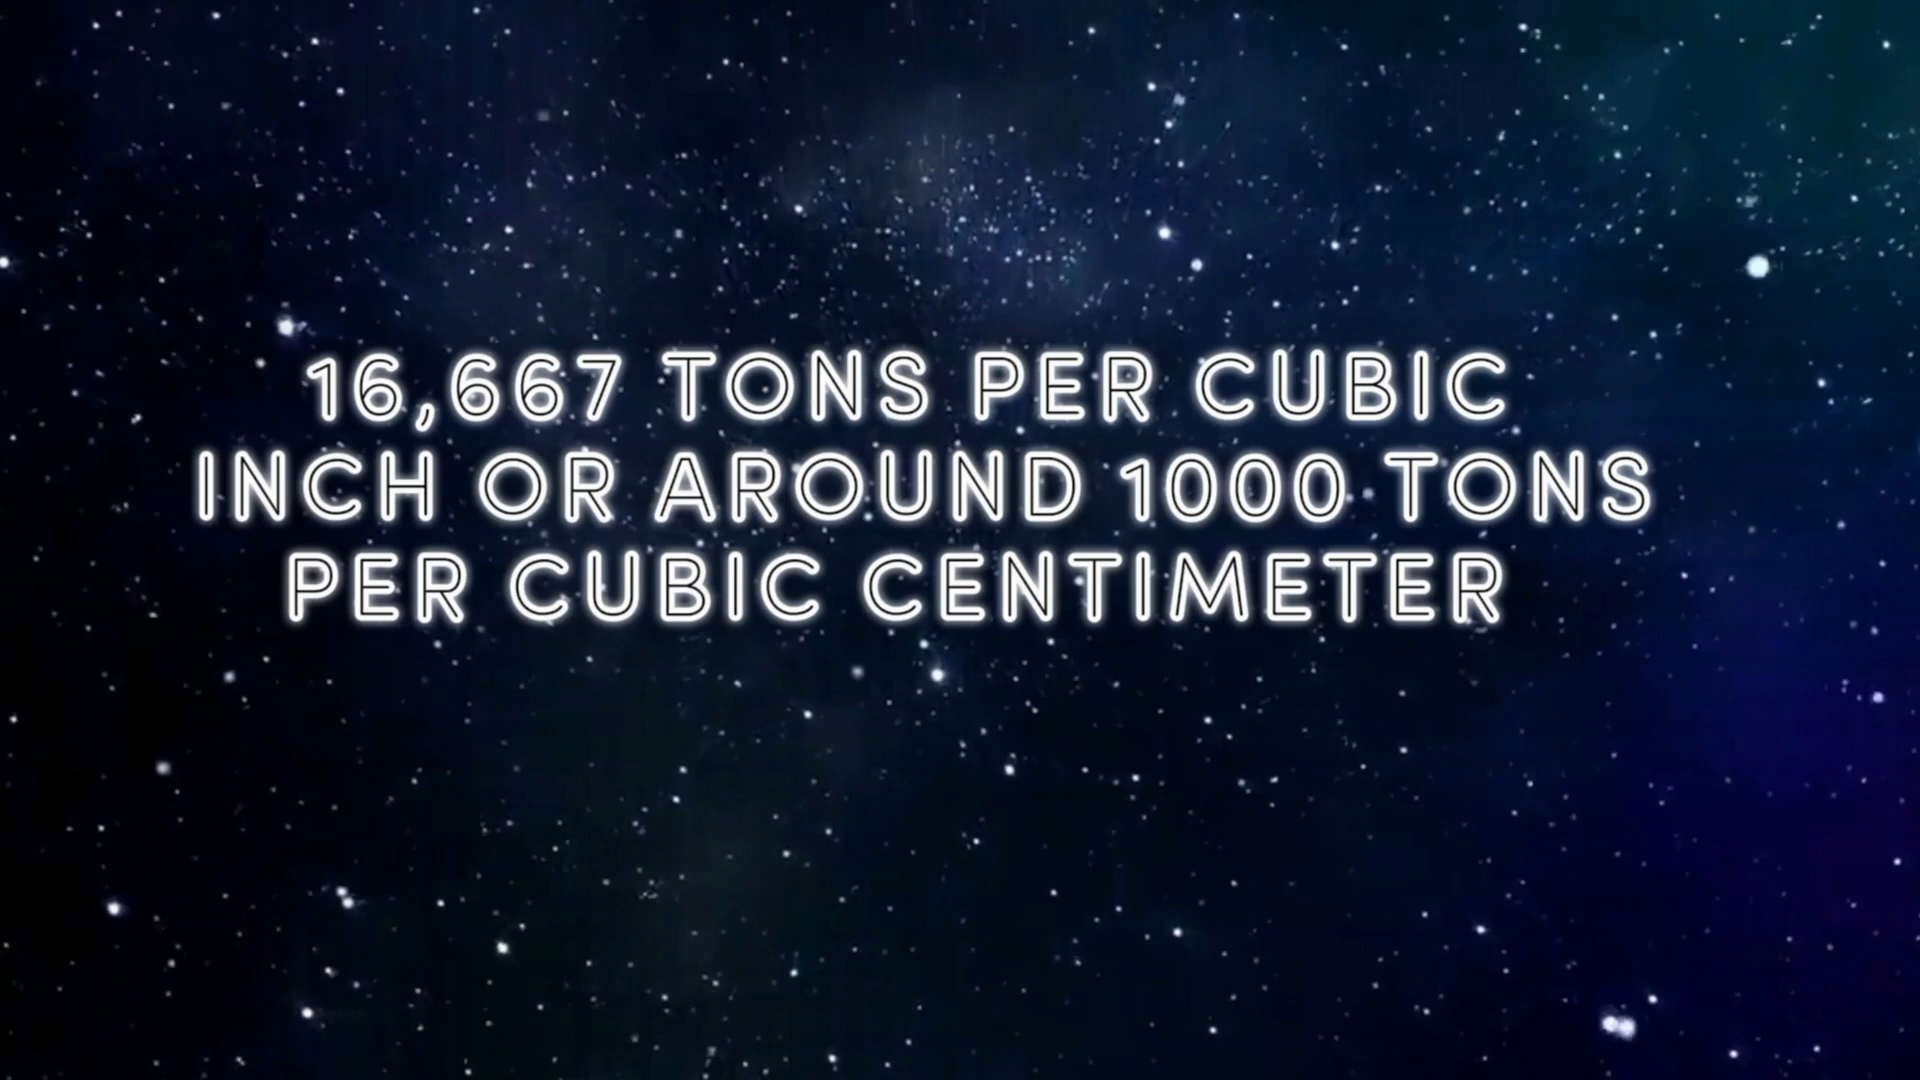 16,667 TONS PER CUBIC
INCH OR AROUND 1000 TONS
PER CUBIC CENTIMETER